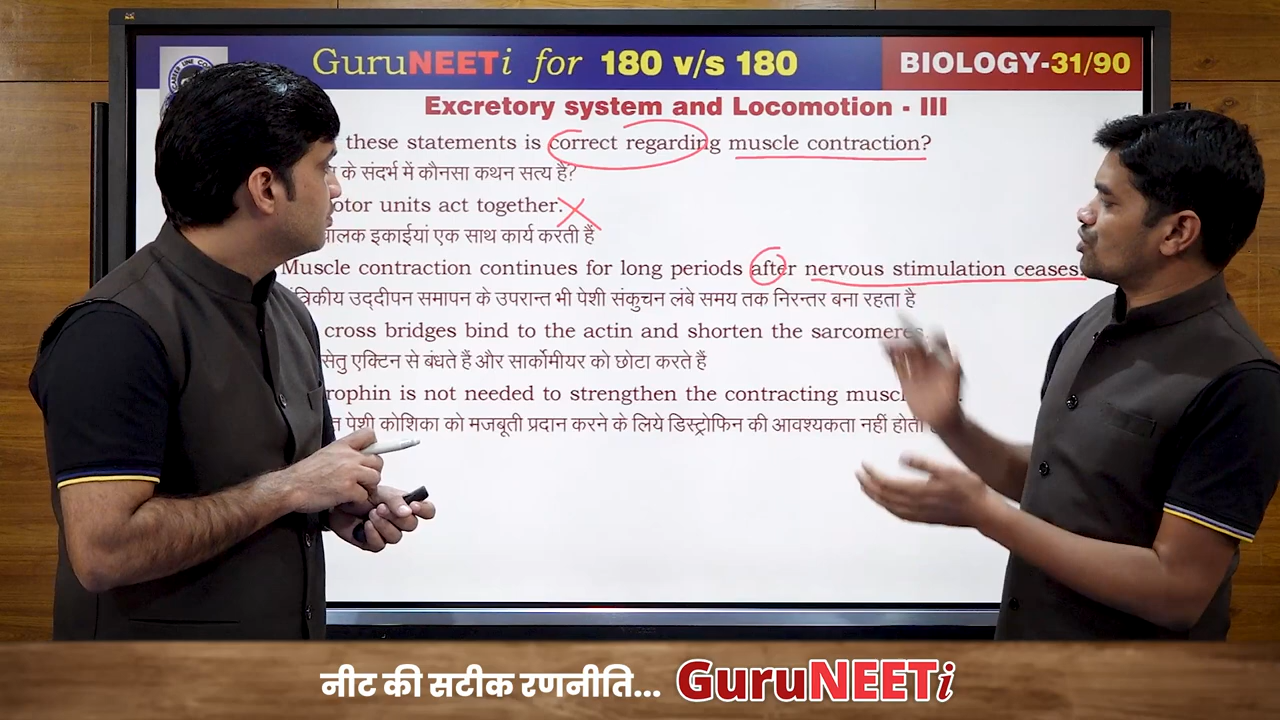 GuruNEETi for 180 v/s 180
BIOLOGY-31/90
Excretory system and Locomotion - III
these statements is correct regarding muscle contraction?
के संदर्भ में कौनसा कथन सत्य है?
units act together.
इकाईयां एक साथ कार्य करती हैं
Muscle contraction continues for long periods after nervous stimulation ceases.
उद्दीपन समापन के उपरान्त भी पेशी संकुचन लंबे समय तक निरन्तर बना रहता है
cross bridges bind to the actin and shorten the sarcomeres.
एक्टिन से बंधते हैं और सार्कोमीयर को छोटा करते हैं
is not needed to strengthen the contracting
पेशी कोशिका को मजबूती प्रदान करने के लिये डिस्ट्रोफिन की आवश्यकता नहीं होती
नीट की सटीक रणनीति... GuruNEETi